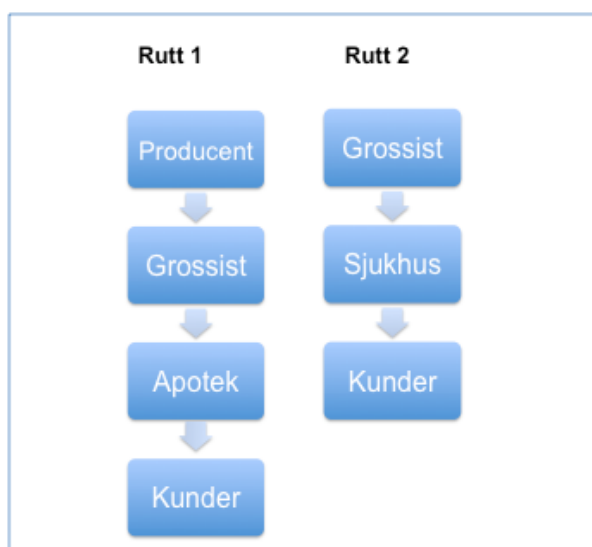 Rutt 1
Producent
Grossist
Apotek
Kunder
Rutt 2
Grossist
Sjukhus
Kunder